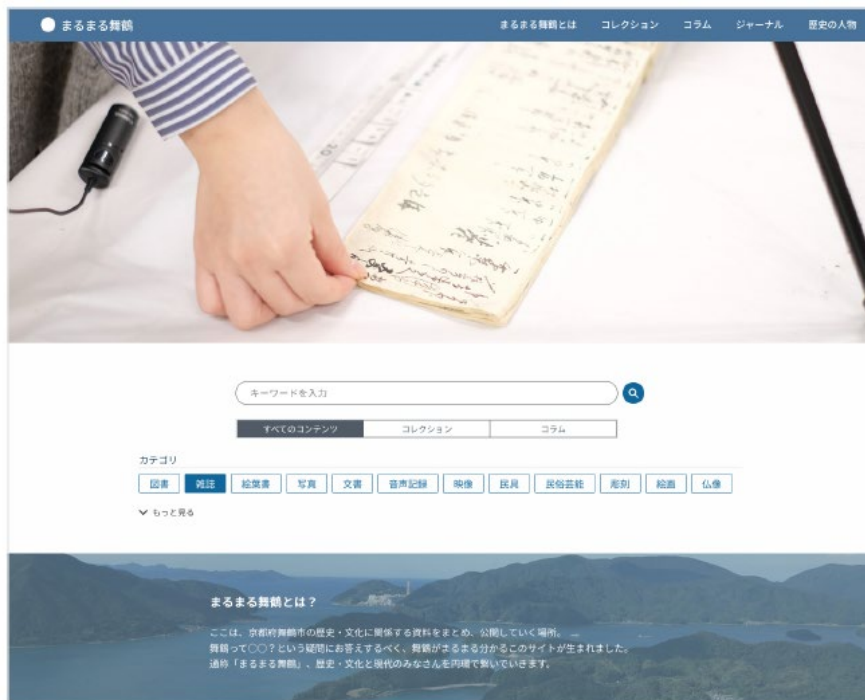 まるまる舞鶴
まるまる舞鶴とは コレクション コラム ジャーナル 歴史の人物
20
キーワードを入力
すべてのコンテンツ コレクション コラム
カテゴリ
図書 雑誌 絵葉書 写真 文書 音声記録 映像 民具 民俗芸能 彫刻 絵画 仏像
もっと見る
まるまる舞鶴とは？
ここは、京都府舞鶴市の歴史・文化に関係する資料をまとめ、公開していく場所。
舞鶴って〇〇？という疑問にお答えするべく、舞鶴がまるまる分かるこのサイトが生まれました。
通称「まるまる舞鶴」、歴史・文化と現代のみなさんを円環で繋いでいきます。